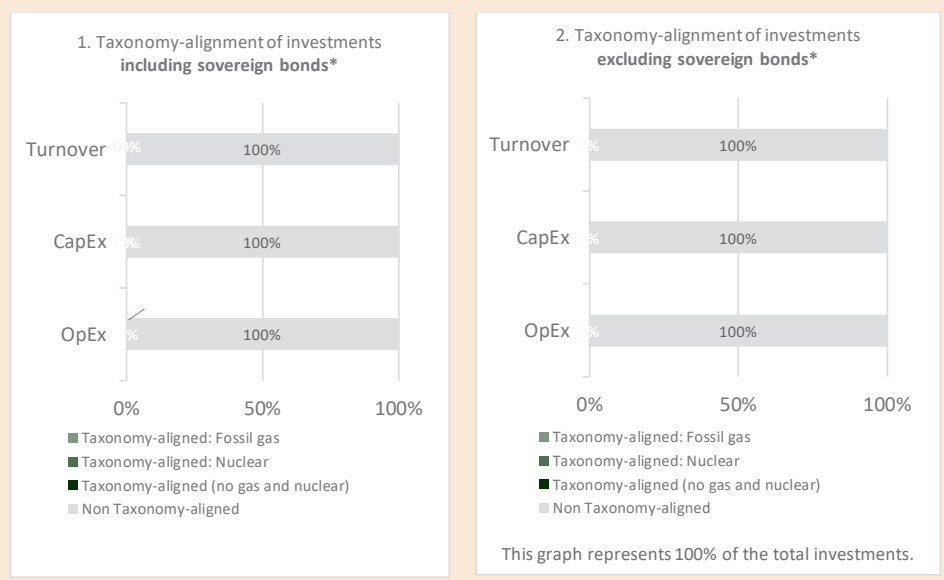 1. Taxonomy-alignment of investments
including sovereign bonds*
Turnover 0% 100%
CapEx 0% 100%
OpEx % 100%
0% 50% 100%
Taxonomy-aligned: Fossil gas
Taxonomy-aligned: Nuclear
Taxonomy-aligned (no gas and nuclear)
Non Taxonomy-aligned
2. Taxonomy-alignment of investments
excluding sovereign bonds*
Turnover % 100%
CapEx % 100%
OpEx % 100%
0% 50% 100%
Taxonomy-aligned: Fossil gas
Taxonomy-aligned: Nuclear
Taxonomy-aligned (no gas and nuclear)
Non Taxonomy-aligned
This graph represents 100% of the total investments.